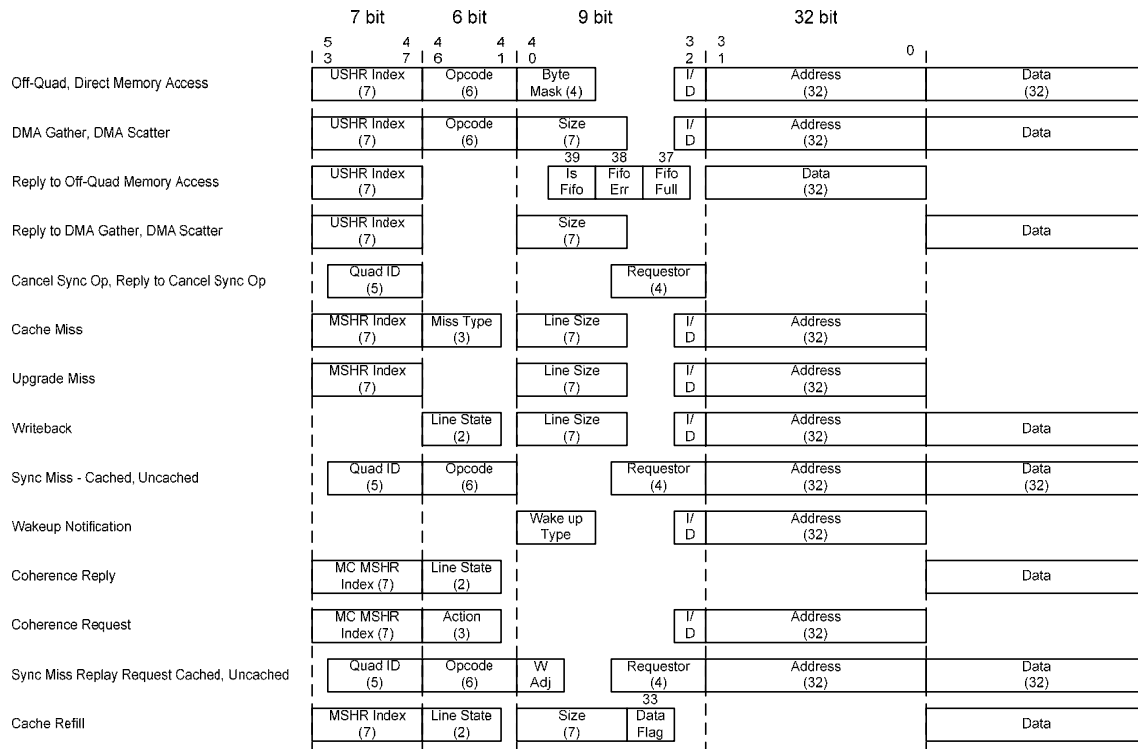 7 bit 6 bit 9 bit 32 bit
5 4 4 4 4 3 3
3 7 6 1 0 2 1 0
Off-Quad, Direct Memory Access USHR Index Opcode Byte I/ Address Data
(7) (6) Mask (4) D (32) (32)
DMA Gather, DMA Scatter USHR Index Opcode Size I/ Address Data
(7) (6) (7) D (32)
39 38 37
Reply to Off-Quad Memory Access USHR Index Is Fifo Fifo Data
(7) Fifo Err Full (32)
Reply to DMA Gather, DMA Scatter USHR Index Size Data
(7) (7)
Cancel Sync Op, Reply to Cancel Sync Op Quad ID Requestor
(5) (4)
Cache Miss MSHR Index Miss Type Line Size I/ Address
(7) (3) (7) D (32)
Upgrade Miss MSHR Index Line Size I/ Address
(7) (7) D (32)
Writeback Line State Line Size I/ Address Data
(2) (7) D (32)
Sync Miss - Cached, Uncached Quad ID Opcode Requestor Address Data
(5) (6) (4) (32) (32)
Wakeup Notification Wake up I/ Address
Type D (32)
Coherence Reply MC MSHR Line State Data
Index (7) (2)
Coherence Request MC MSHR Action I/ Address
Index (7) (3) D (32)
Sync Miss Replay Request Cached, Uncached Quad ID Opcode W Requestor Address Data
(5) (6) Adj (4) (32) (32)
33
Cache Refill MSHR Index Line State Size Data Data
(7) (2) (7) Flag